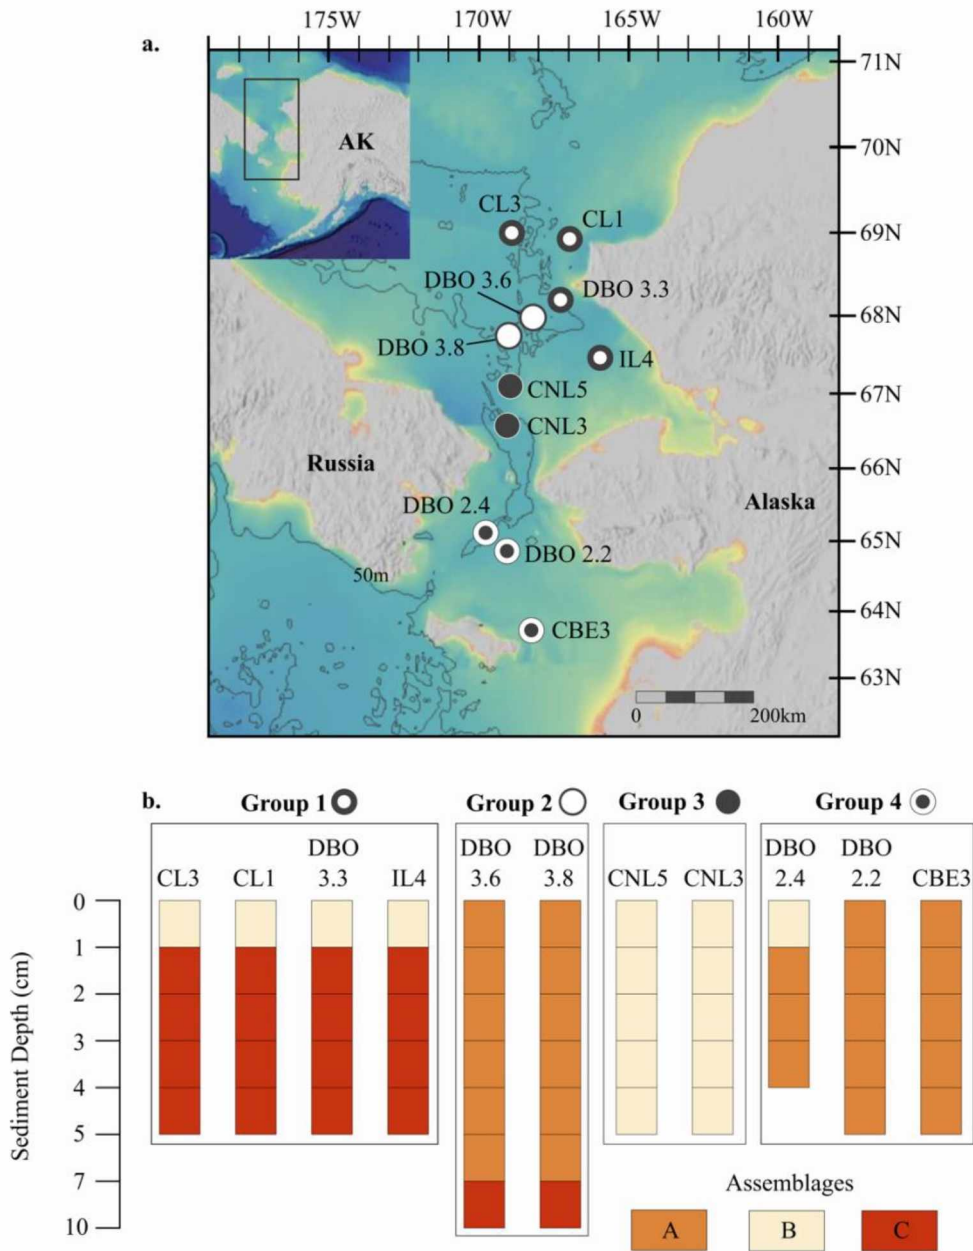 175W 170W 165W 160W
a.
71N
AK
70N
CL3
CL1
69N
DBO 3.6
DBO 3.3
68N
DBO 3.8
IL4
CNL5
67N
CNL3
Russia
66N
DBO 2.4
Alaska
65N
DBO 2.2
50m
64N
CBE3
63N
0 200km
b.
Group 1 Group 2 Group 3 Group 4
CL3 CL1 DBO 3.3 IL4
DBO 3.6 DBO 3.8
CNL5 CNL3
DBO 2.4 DBO 2.2 CBE3
Sediment Depth (cm)
0
1
2
3
4
5
7
10
Assemblages
A B C